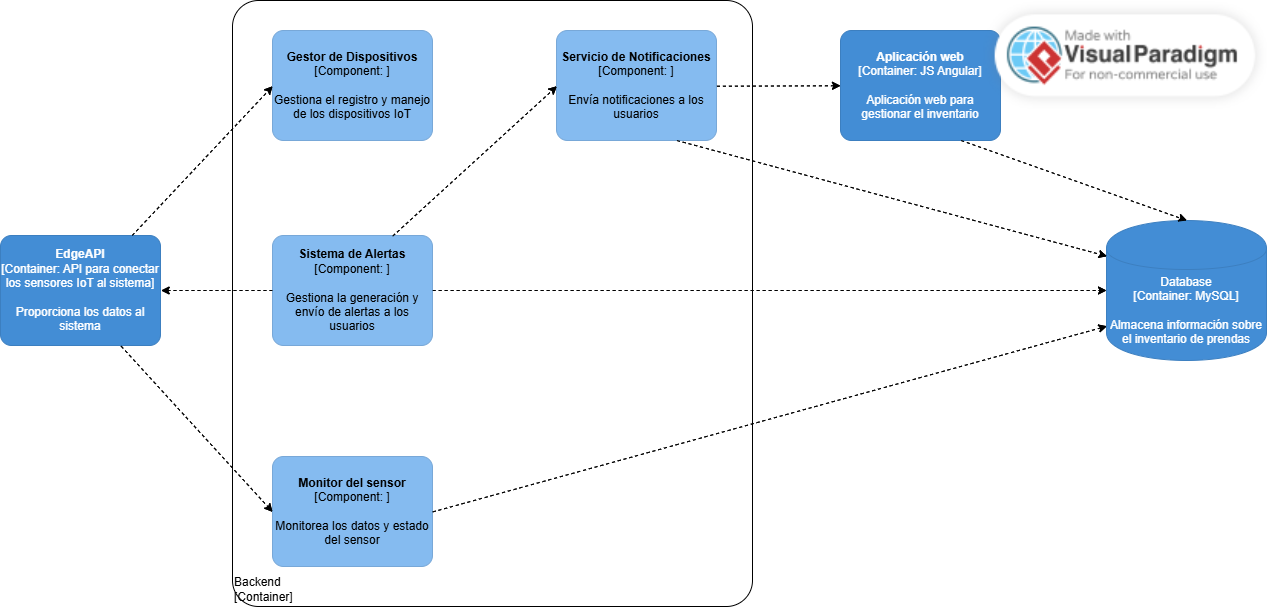 Gestor de Dispositivos
[Component: ]
Gestiona el registro y manejo
de los dispositivos IoT
Servicio de Notificaciones
[Component: ]
Envía notificaciones a los
usuarios
Aplicación web
[Container: JS Angular]
Aplicación web para
gestionar el inventario
Made with
Visual Paradigm
For non-commercial use
EdgeAPI
[Container: API para conectar
los sensores IoT al sistema]
Proporciona los datos al
sistema
Sistema de Alertas
[Component: ]
Gestiona la generación y
envío de alertas a los
usuarios
Database
[Container: MySQL]
Almacena información sobre
el inventario de prendas
Monitor del sensor
[Component: ]
Monitorea los datos y estado
del sensor
Backend
[Container]